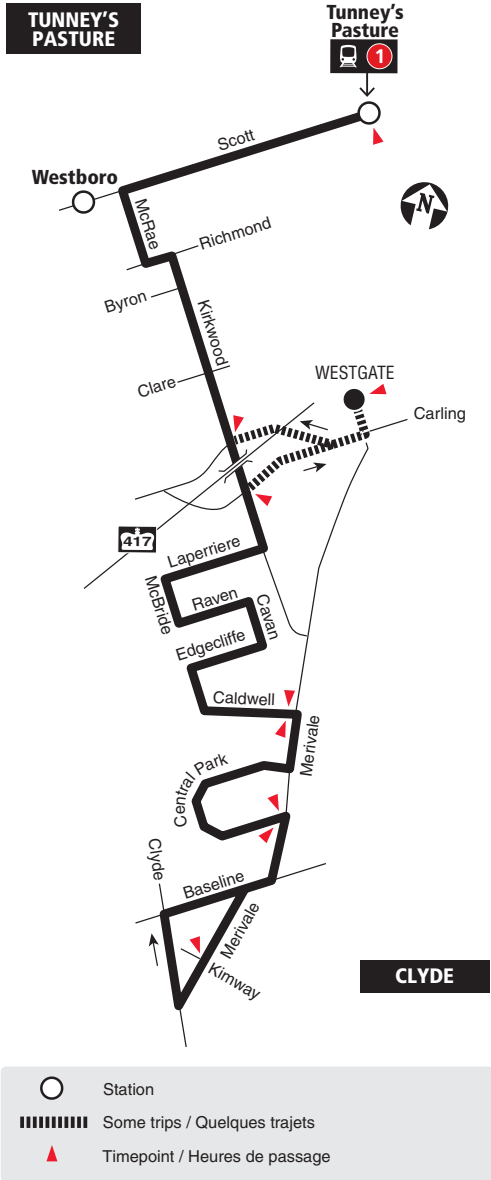 TUNNEY'S
PASTURE
Tunney's
Pasture
1
Scott
Westboro
McRae
N
Richmond
Byron
Kirkwood
Clare
WESTGATE
Carling
417
Laperriere
McBride
Raven
Cavan
Edgecliffe
Caldwell
Merivale
Central Park
Clyde
Baseline
Merivale
Kimway
CLYDE
Station
Some trips / Quelques trajets
Timepoint / Heures de passage